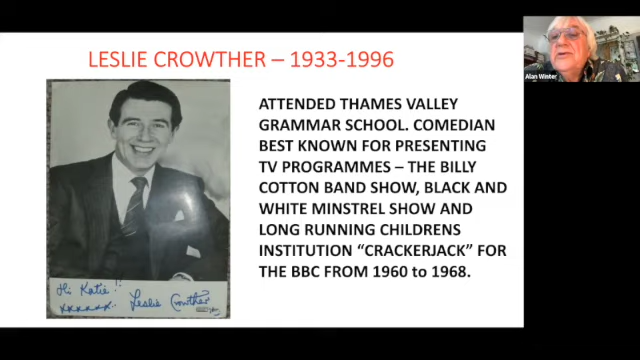 LESLIE CROWTHER – 1933-1996
ATTENDED THAMES VALLEY
GRAMMAR SCHOOL. COMEDIAN
BEST KNOWN FOR PRESENTING
TV PROGRAMMES – THE BILLY
COTTON BAND SHOW, BLACK AND
WHITE MINSTREL SHOW AND
LONG RUNNING CHILDRENS
INSTITUTION “CRACKERJACK” FOR
THE BBC FROM 1960 to 1968.
Hi Katie!!
xxxxxx. Leslie Crowther
Alan Winter